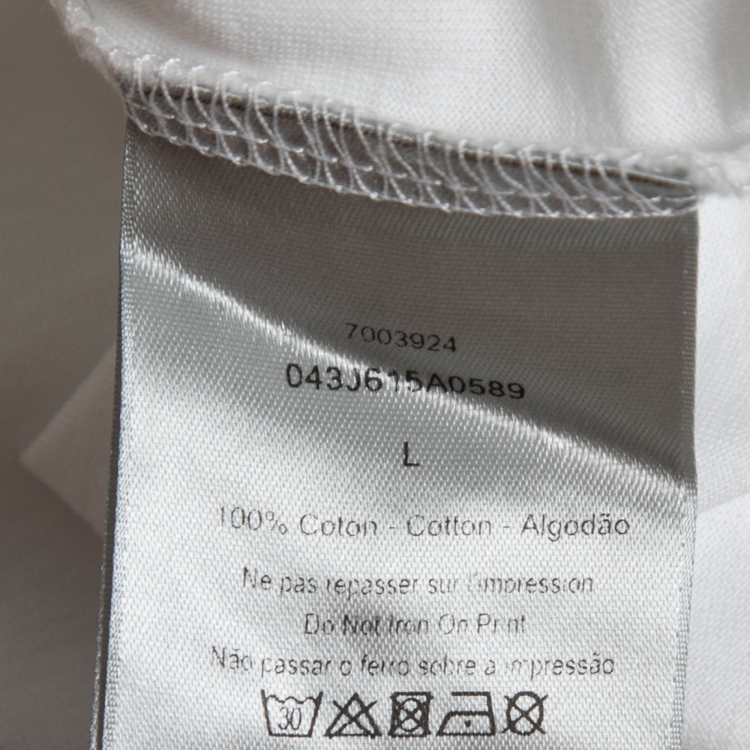 7003924
043J615A0589
L
100% Coton - Cotton - Algodão
Ne pas repasser sur l'impression
Do Not Iron On Print
Não passar o ferro sobre a impressão
30